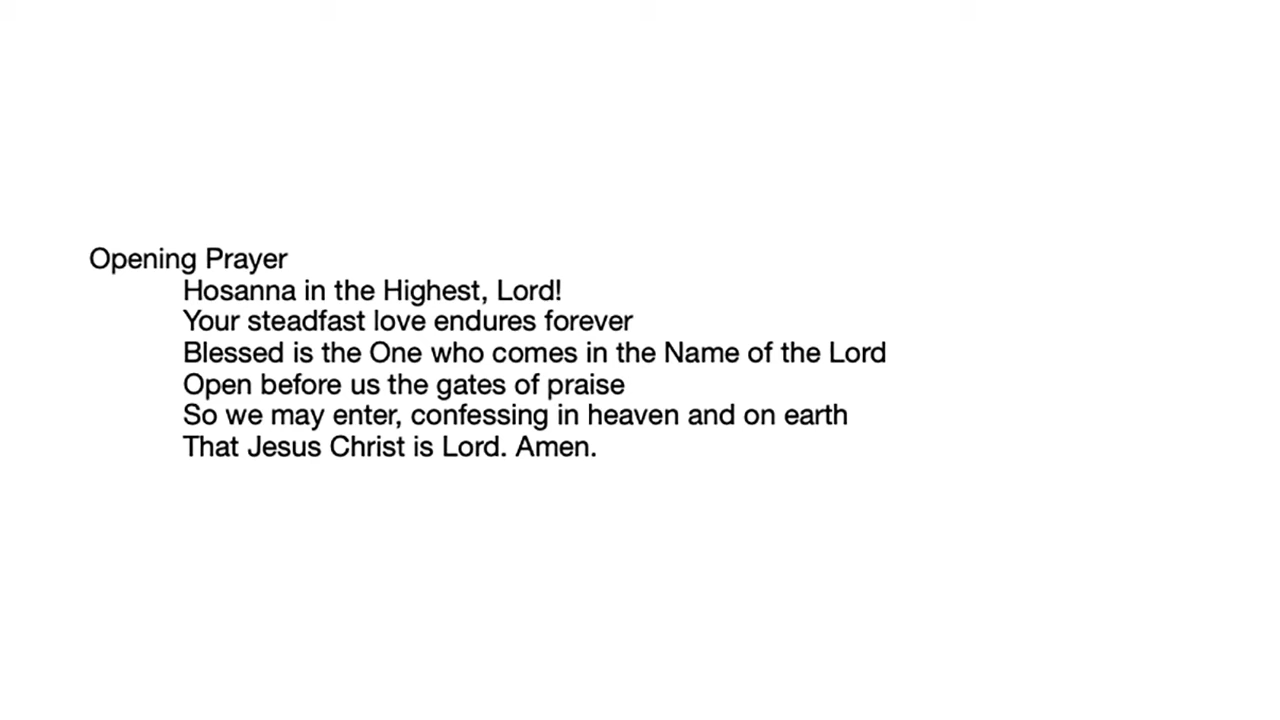 Opening Prayer
Hosanna in the Highest, Lord!
Your steadfast love endures forever
Blessed is the One who comes in the Name of the Lord
Open before us the gates of praise
So we may enter, confessing in heaven and on earth
That Jesus Christ is Lord. Amen.